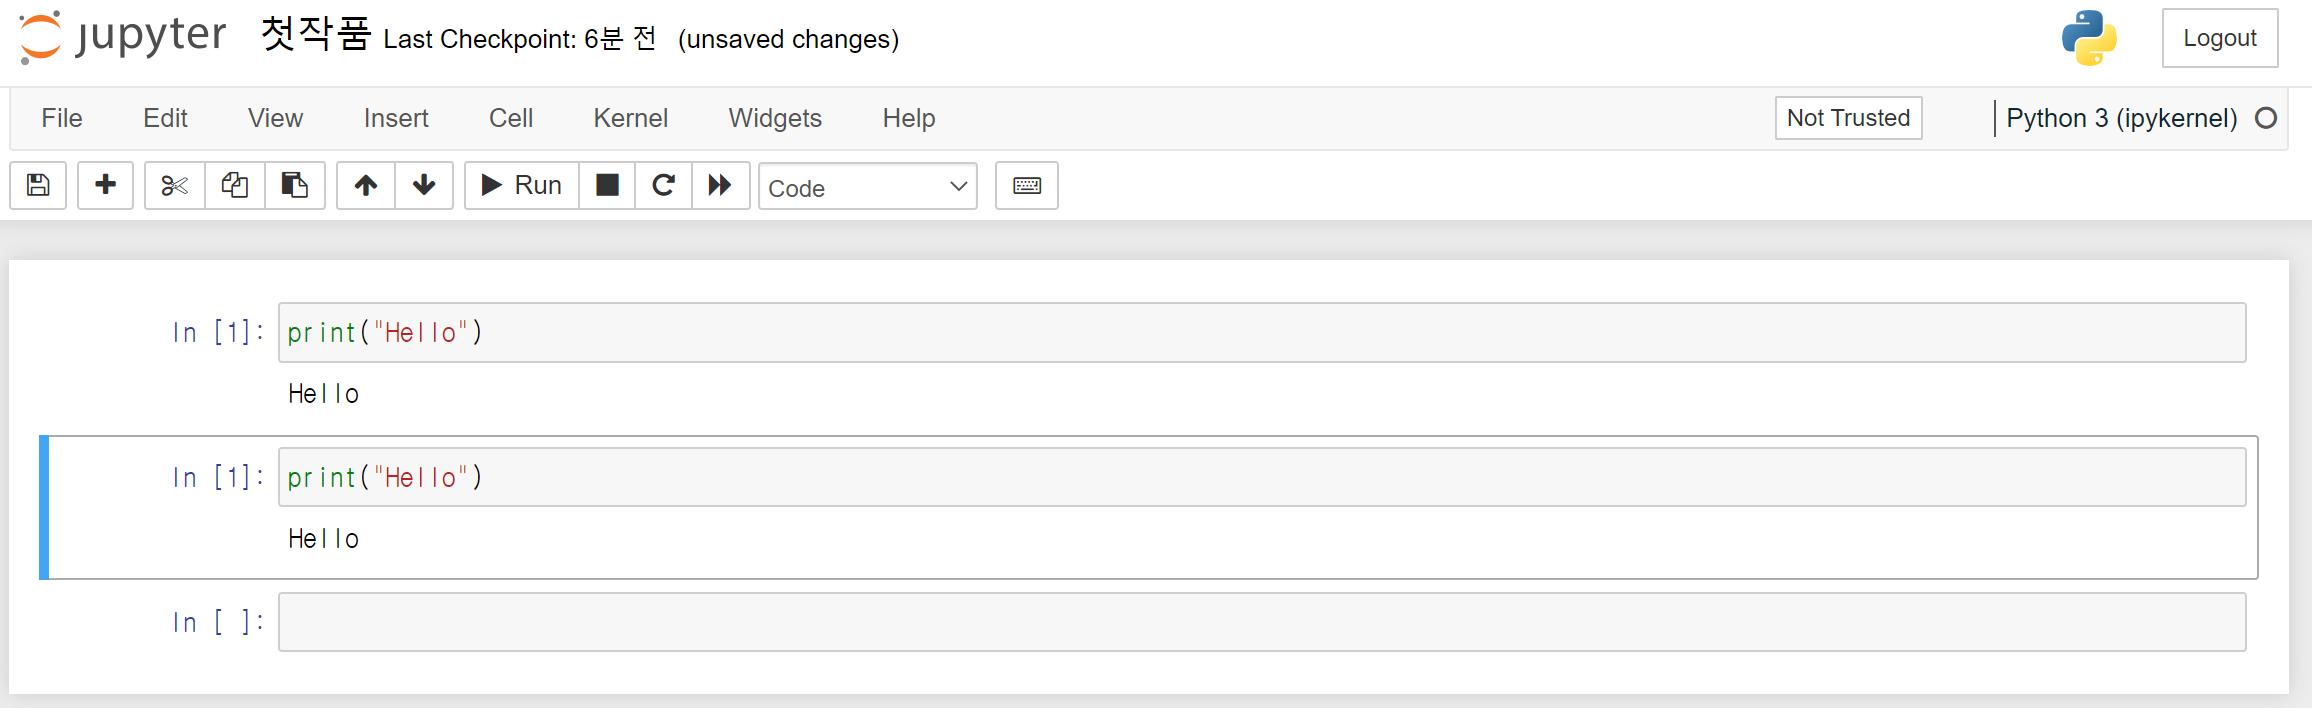 jupyter 첫작품 Last Checkpoint: 6분 전 (unsaved changes) Logout
File Edit View Insert Cell Kernel Widgets Help Not Trusted Python 3 (ipykernel)
Run Code
In [1]: print("Hello")
Hello
In [1]: print("Hello")
Hello
In [ ]: